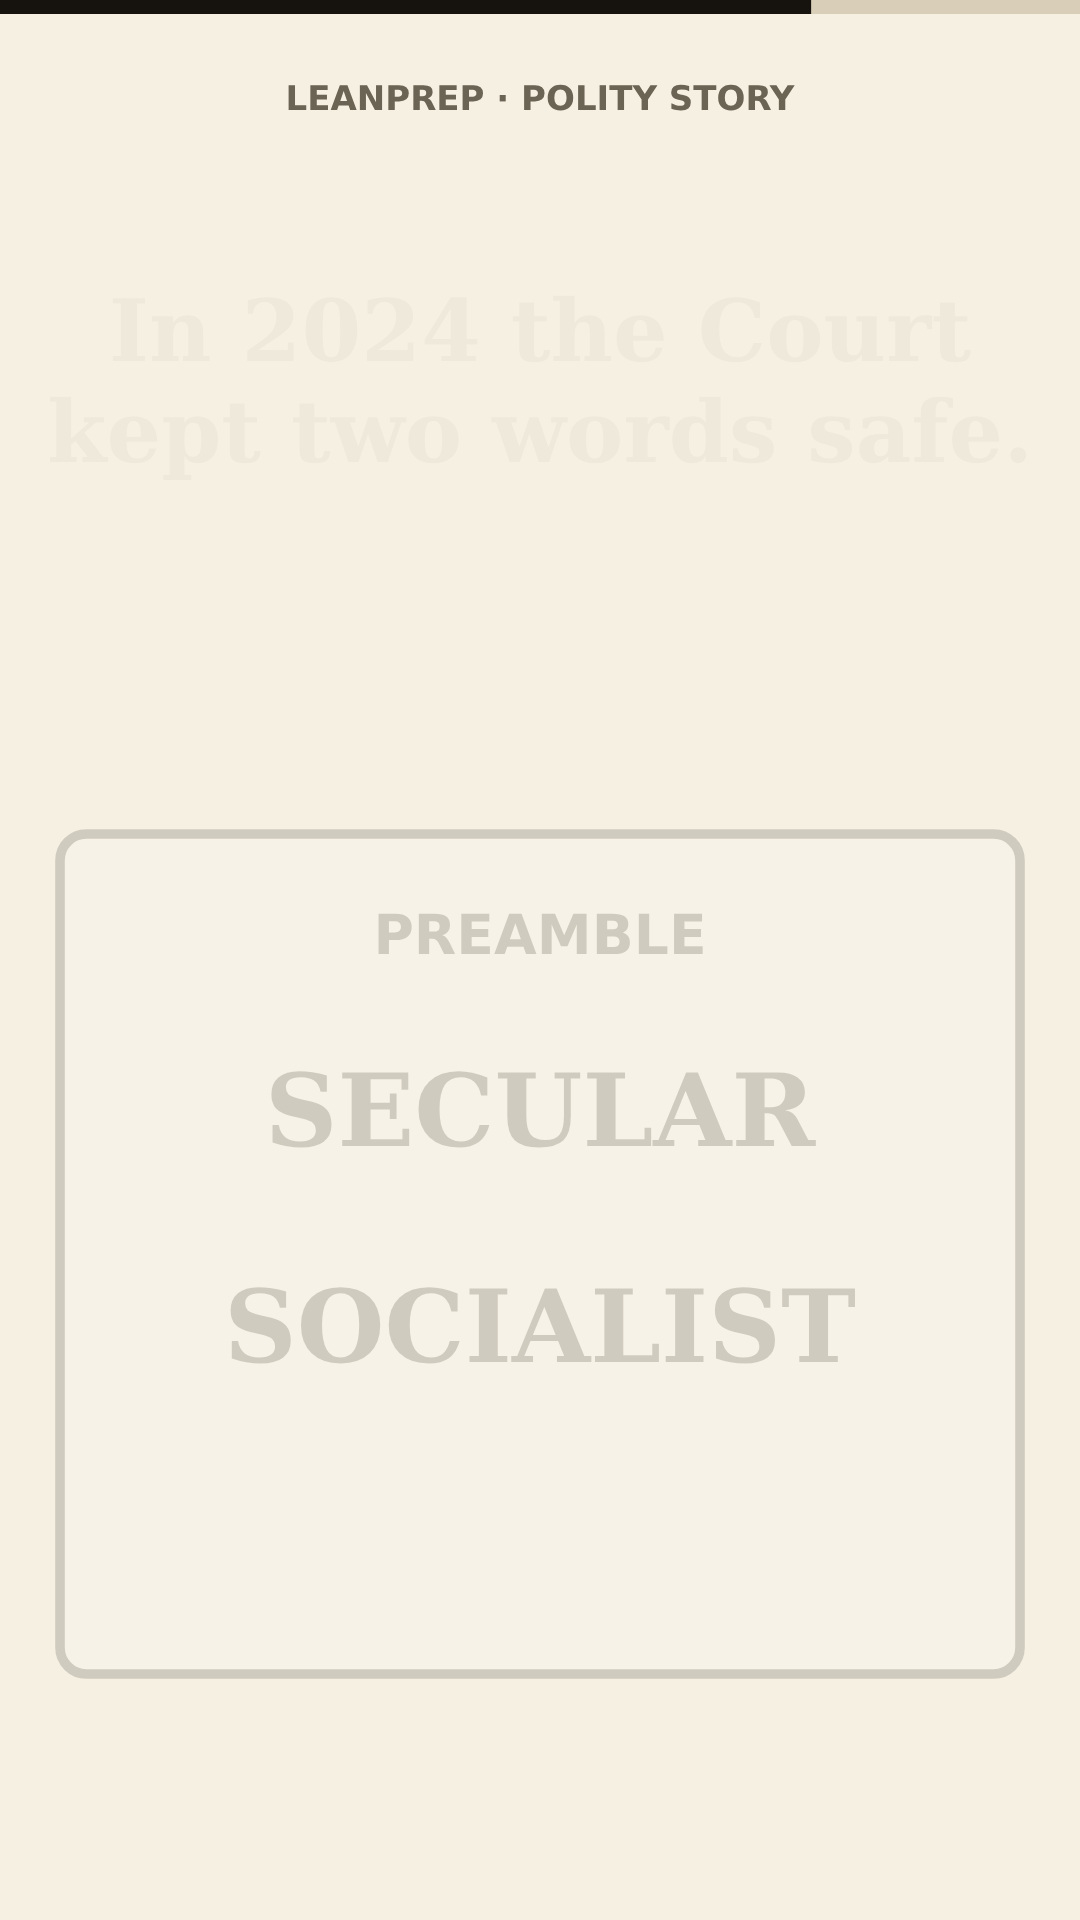 LEANPREP · POLITY STORY
In 2024 the Court
kept two words safe.
PREAMBLE
SECULAR
SOCIALIST